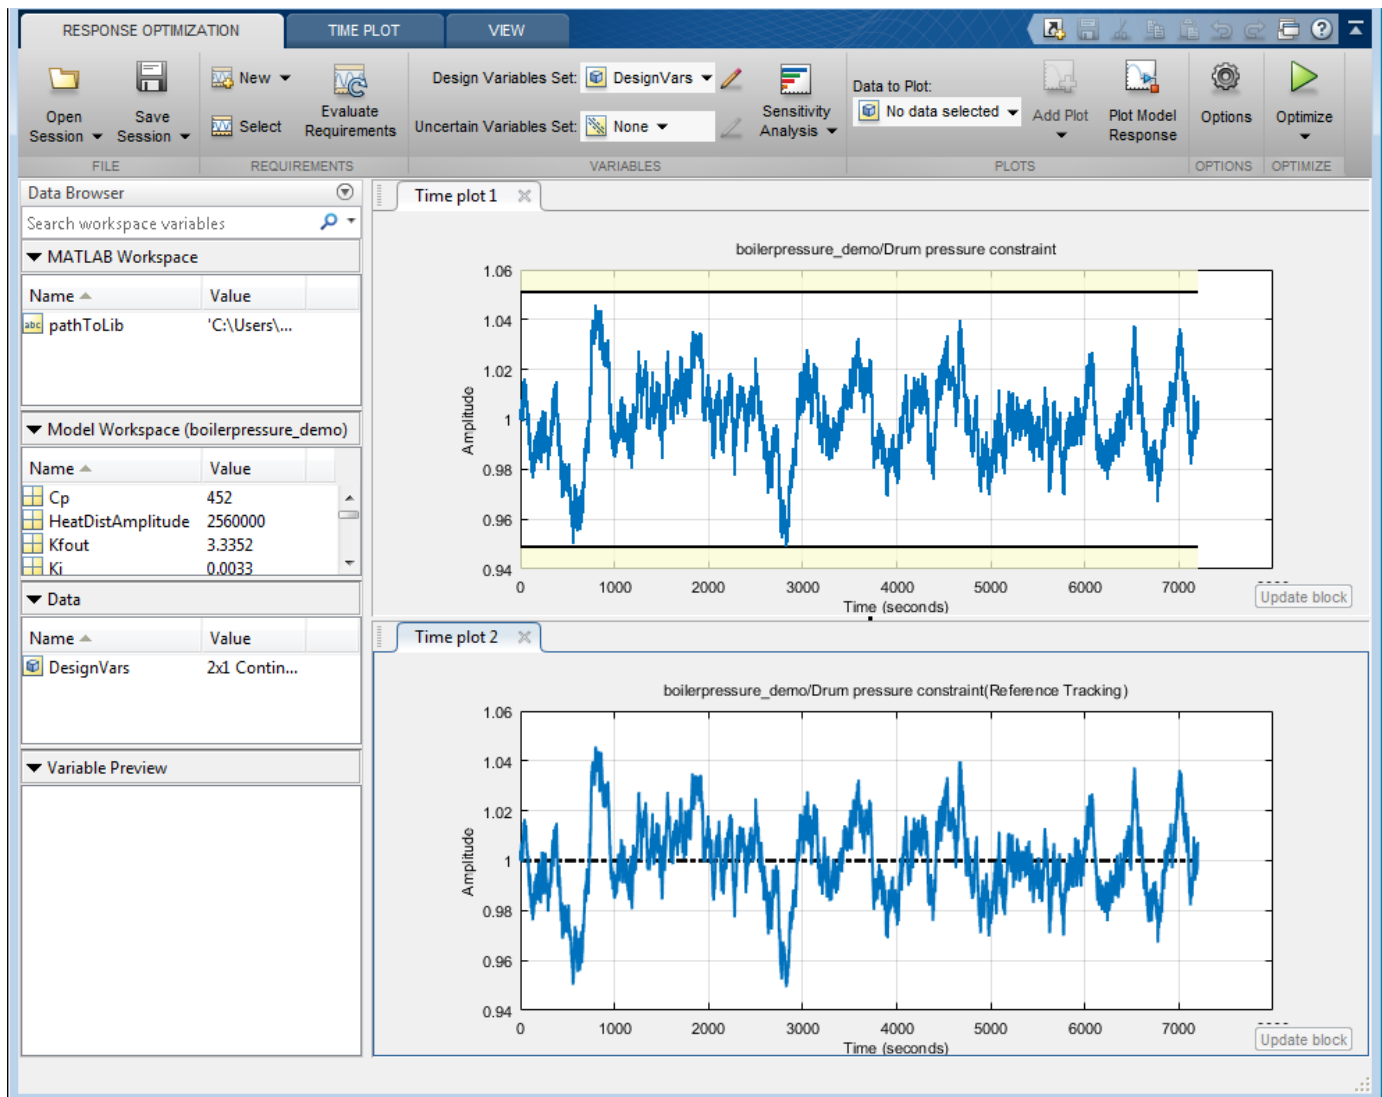 RESPONSE OPTIMIZATION TIME PLOT VIEW
Open Session
Save Session
New
Select
Evaluate Requirements
Design Variables Set: DesignVars
Uncertain Variables Set: None
Sensitivity Analysis
Data to Plot:
No data selected
Add Plot
Plot Model Response
Options
Optimize
FILE REQUIREMENTS VARIABLES PLOTS OPTIONS OPTIMIZE
Data Browser
Search workspace variables
MATLAB Workspace
Name Value
abc pathToLib 'C:\Users\...
Model Workspace (boilerpressure_demo)
Name Value
Cp 452
HeatDistAmplitude 2560000
Kfout 3.3352
Ki 0.0033
Data
Name Value
DesignVars 2x1 Contin...
Variable Preview
Time plot 1
boilerpressure_demo/Drum pressure constraint
1.06
1.04
1.02
1
0.98
0.96
0.94
Amplitude
0 1000 2000 3000 4000 5000 6000 7000
Time (seconds)
Update block
Time plot 2
boilerpressure_demo/Drum pressure constraint(Reference Tracking)
1.06
1.04
1.02
1
0.98
0.96
0.94
Amplitude
0 1000 2000 3000 4000 5000 6000 7000
Time (seconds)
Update block